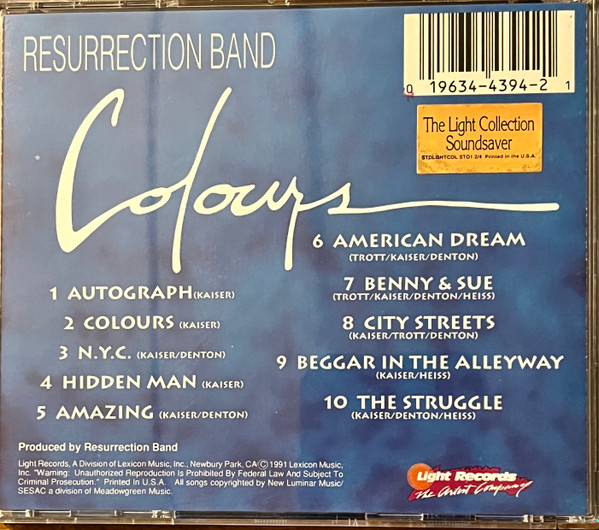 RESURRECTION BAND
Colours
0 19634-4394-2 1
The Light Collection
Soundsaver
STDLGHTCOL STO1 2/4 Printed in the U.S.A.
1 AUTOGRAPH (KAISER)
2 COLOURS (KAISER)
3 N.Y.C. (KAISER/DENTON)
4 HIDDEN MAN (KAISER)
5 AMAZING (KAISER/DENTON)
6 AMERICAN DREAM
(TROTT/KAISER/DENTON)
7 BENNY & SUE
(TROTT/KAISER/DENTON/HEISS)
8 CITY STREETS
(KAISER/TROTT/DENTON)
9 BEGGAR IN THE ALLEYWAY
(KAISER/HEISS)
10 THE STRUGGLE
(KAISER/DENTON/HEISS)
Produced by Resurrection Band
Light Records, A Division of Lexicon Music, Inc., Newbury Park, CA Ⓒ 1991 Lexicon Music,
Inc. "Warning: Unauthorized Reproduction Is Prohibited By Federal Law And Subject To
Criminal Prosecution." Printed In U.S.A. All songs copyrighted by New Luminar Music/
SESAC a division of Meadowgreen Music.
Light Records
The Artist Company